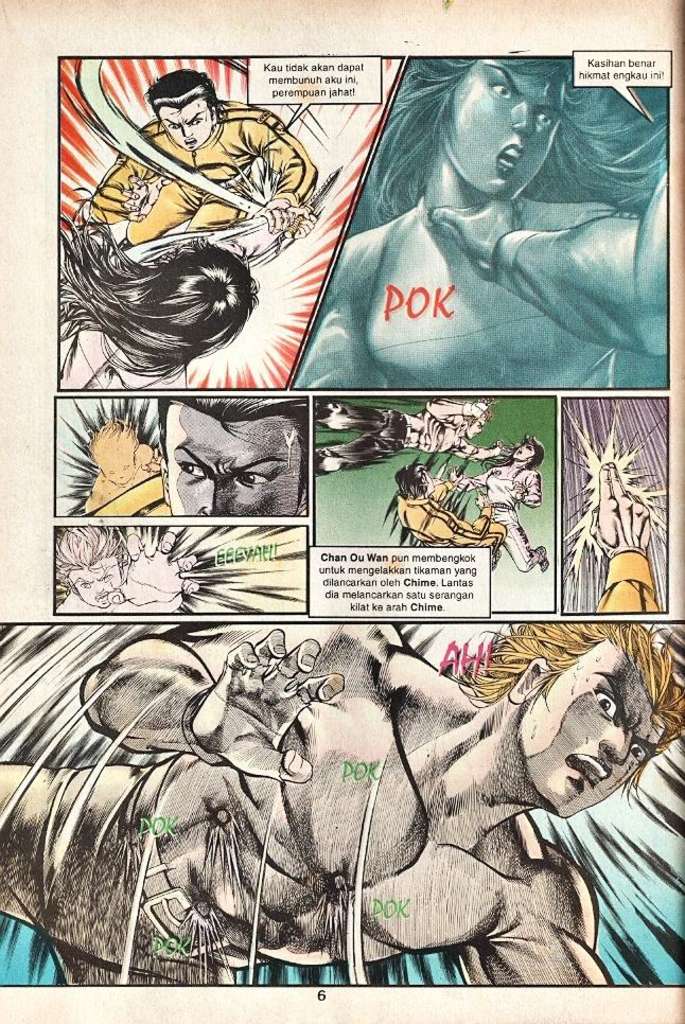 Kau tidak akan dapat
membunuh aku ini,
perempuan jahat!
Kasihan benar
hikmat engkau ini!
POK
EEEYAH!
Chan Ou Wan pun membengkok
untuk mengelakkan tikaman yang
dilancarkan oleh Chime. Lantas
dia melancarkan satu serangan
kilat ke arah Chime.
AH!
POK
POK
POK
POK
6